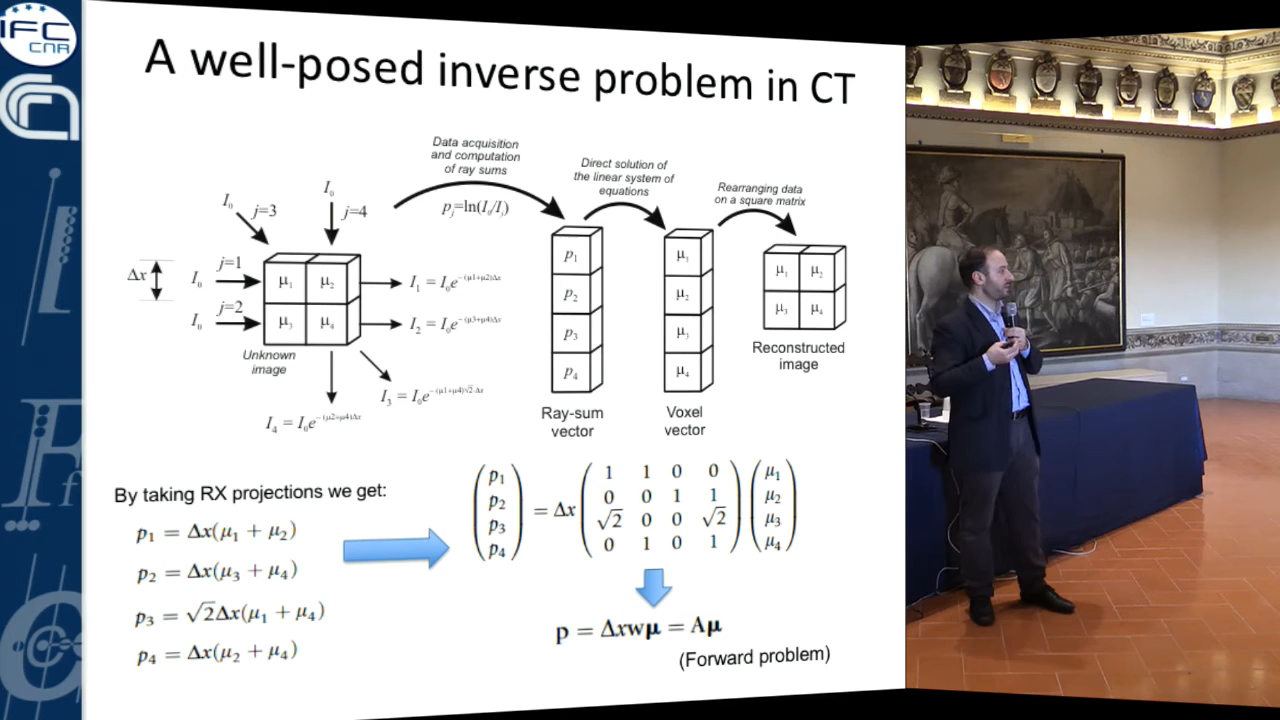 IFC
CNR
A well-posed inverse problem in CT
Data acquisition
and computation
of ray sums
pⱼ=ln(I₀/Iⱼ)
Direct solution of
the linear system of
equations
Rearranging data
on a square matrix
I₀
j=3
I₀
j=4
Δx
I₀
j=1
μ₁
μ₂
I₁ = I₀e^-(μ1+μ2)Δx
I₀
j=2
μ₃
μ₄
I₂ = I₀e^-(μ3+μ4)Δx
Unknown
image
I₃ = I₀e^-(μ1+μ4)√2·Δx
I₄ = I₀e^-(μ2+μ4)Δx
p₁
p₂
p₃
p₄
Ray-sum
vector
μ₁
μ₂
μ₃
μ₄
Voxel
vector
μ₁ μ₂
μ₃ μ₄
Reconstructed
image
By taking RX projections we get:
p₁ = Δx(μ₁ + μ₂)
p₂ = Δx(μ₃ + μ₄)
p₃ = √2Δx(μ₁ + μ₄)
p₄ = Δx(μ₂ + μ₄)
p₁
p₂
p₃
p₄
= Δx
1 1 0 0
0 0 1 1
√2 0 0 √2
0 1 0 1
μ₁
μ₂
μ₃
μ₄
p = Δxwμ = Aμ
(Forward problem)